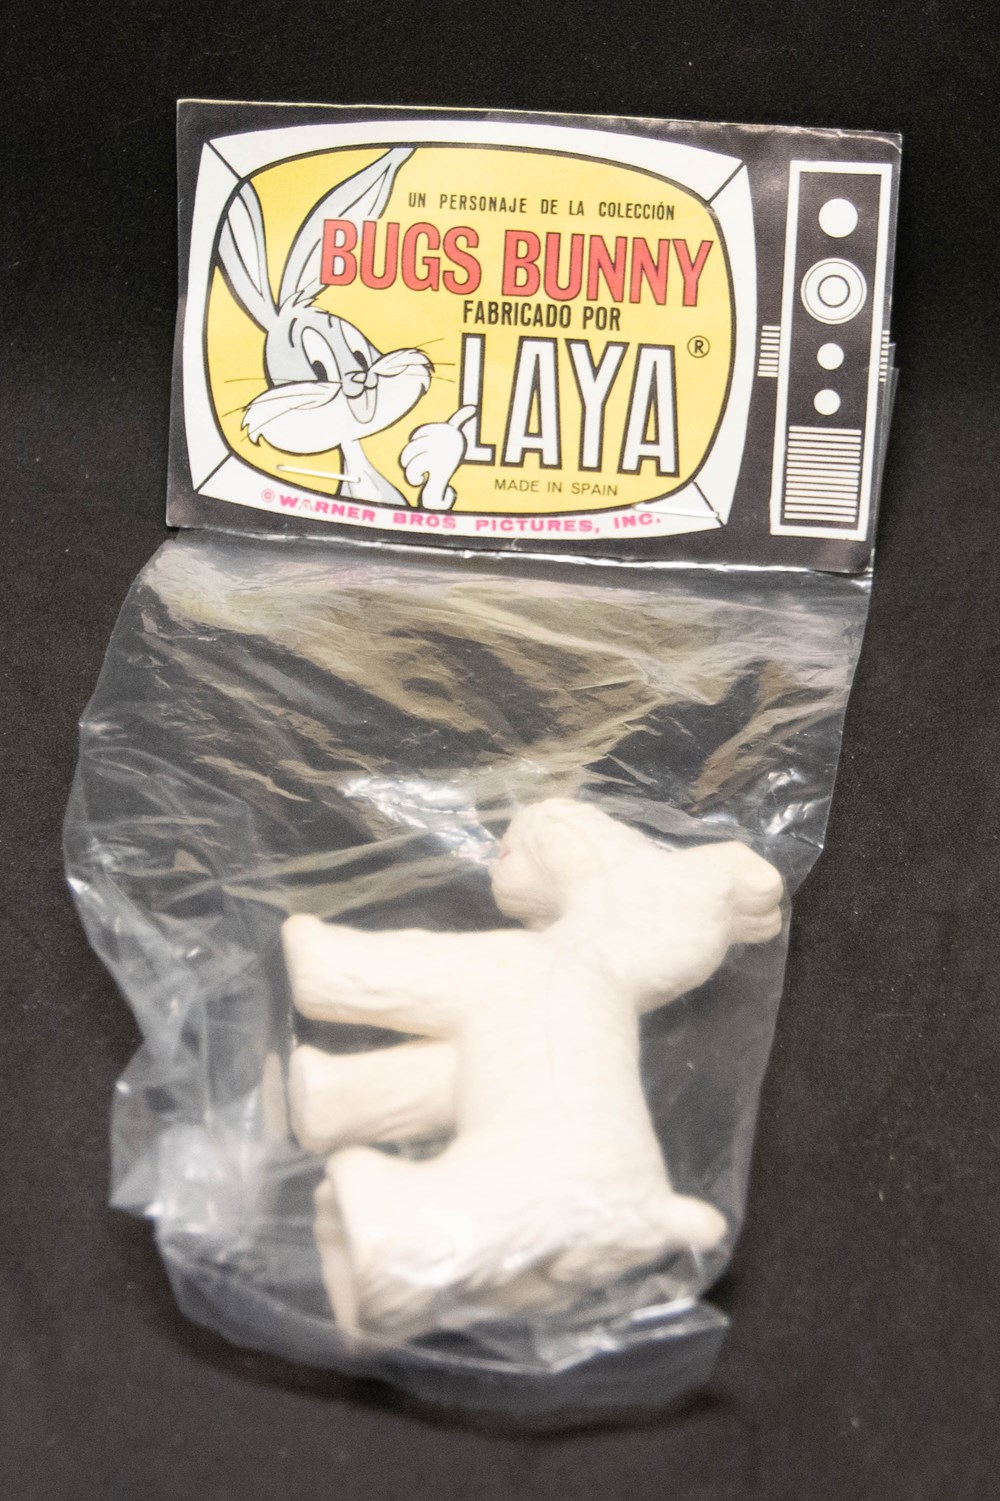 UN PERSONAJE DE LA COLECCIÓN
BUGS BUNNY
FABRICADO POR
LAYA®
MADE IN SPAIN
©WARNER BROS PICTURES, INC.